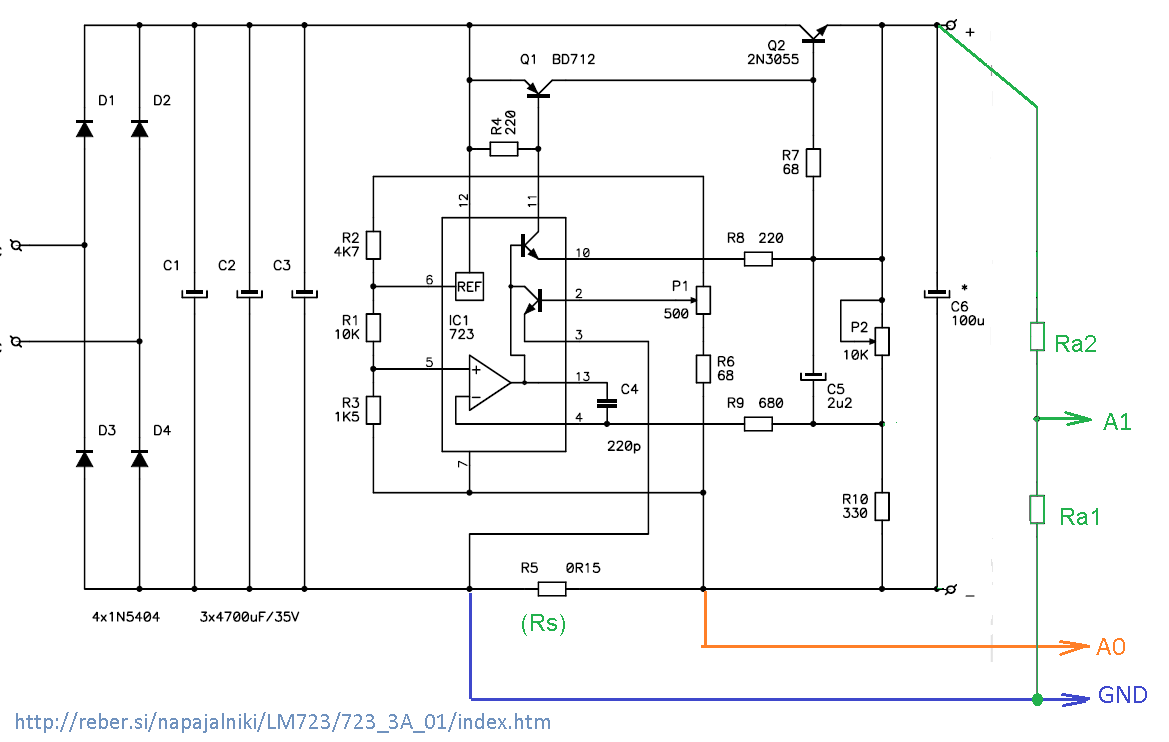 +
Q2
2N3055
Q1 BD712
D1
D2
R4
220
R7
68
12
11
R2
4K7
R8 220
10
C1
C2
C3
6
REF
P1
500
2
*
C6
100u
IC1
723
R1
10K
P2
10K
3
Ra2
5
+
13
C4
R6
68
C5
2u2
-
R3
1K5
4
R9 680
A1
D3
D4
220p
7
R10
330
Ra1
R5 0R15
-
4x1N5404
3x4700uF/35V
(Rs)
A0
GND
http://reber.si/napajalniki/LM723/723_3A_01/index.htm